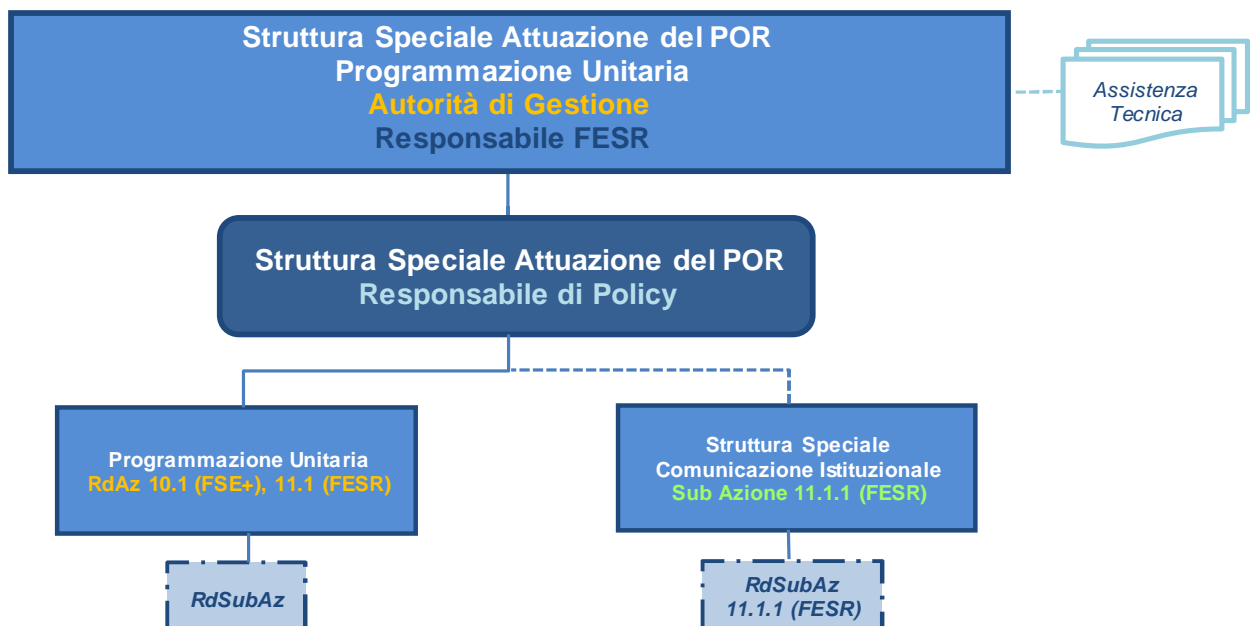 Struttura Speciale Attuazione del POR
Programmazione Unitaria
Autorità di Gestione
Responsabile FESR
Assistenza
Tecnica
Struttura Speciale Attuazione del POR
Responsabile di Policy
Programmazione Unitaria
RdAz 10.1 (FSE+), 11.1 (FESR)
Struttura Speciale
Comunicazione Istituzionale
Sub Azione 11.1.1 (FESR)
RdSubAz
RdSubAz
11.1.1 (FESR)